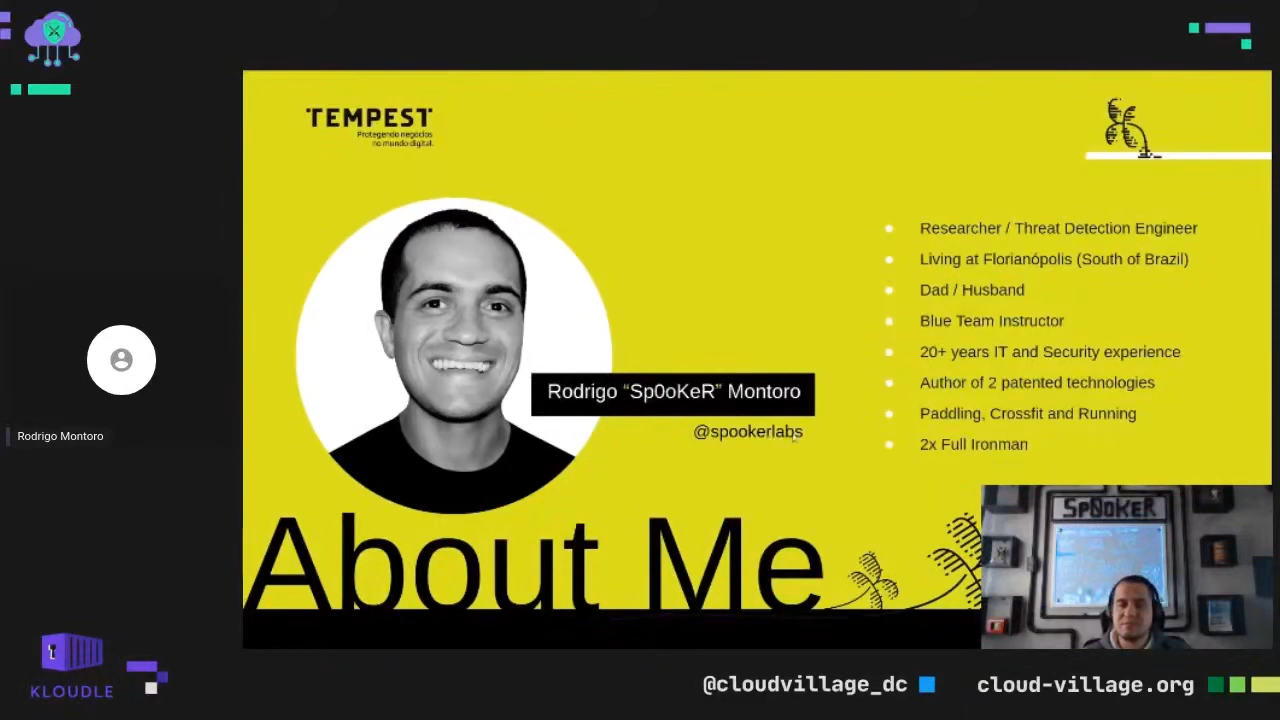 TEMPEST
Protegendo negócios
no mundo digital.
Researcher / Threat Detection Engineer
Living at Florianópolis (South of Brazil)
Dad / Husband
Blue Team Instructor
20+ years IT and Security experience
Author of 2 patented technologies
Paddling, Crossfit and Running
2x Full Ironman
Rodrigo “Sp0oKeR” Montoro
@spookerlabs
Rodrigo Montoro
About Me
Sp0oKeR
KLOUDLE
@cloudvillage_dc
cloud-village.org